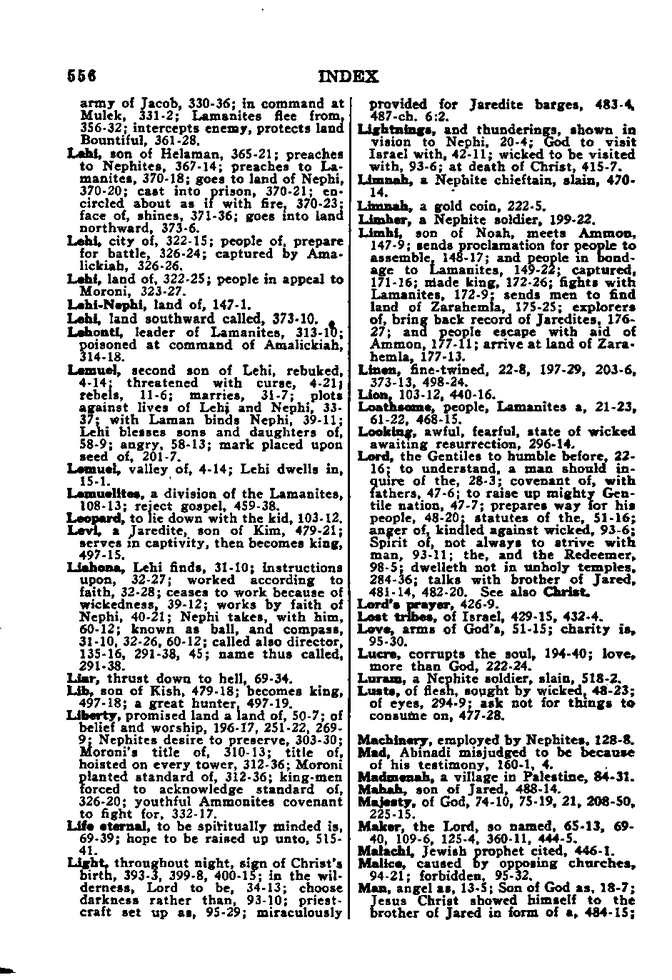 556
INDEX
army of Jacob, 330-36; in command at
Mulek, 331-2; Lamanites flee from,
356-32; intercepts enemy, protects land
Bountiful, 361-28.
Lehi, son of Helaman, 365-21; preaches
to Nephites, 367-14; preaches to La-
manites, 370-18; goes to land of Nephi,
370-20; cast into prison, 370-21; en-
circled about as if with fire, 370-23;
face of, shines, 371-36; goes into land
northward, 373-6.
Lehi, city of, 322-15; people of, prepare
for battle, 326-24; captured by Ama-
lickiah, 326-26.
Lehi, land of, 322-25; people in appeal to
Moroni, 323-27.
Lehi-Nephi, land of, 147-1.
Lehi, land southward called, 373-10.
Lehonti, leader of Lamanites, 313-10;
poisoned at command of Amalickiah,
314-18.
Lemuel, second son of Lehi, rebuked,
4-14; threatened with curse, 4-21;
rebels, 11-6; marries, 31-7; plots
against lives of Lehi and Nephi, 33-
37; with Laman binds Nephi, 39-11;
Lehi blesses sons and daughters of,
58-9; angry, 58-13; mark placed upon
seed of, 201-7.
Lemuel, valley of, 4-14; Lehi dwells in,
15-1.
Lemuelites, a division of the Lamanites,
108-13; reject gospel, 459-38.
Leopard, to lie down with the kid, 103-12.
Levi, a Jaredite, son of Kim, 479-21;
serves in captivity, then becomes king,
497-15.
Liahona, Lehi finds, 31-10; instructions
upon, 32-27; worked according to
faith, 32-28; ceases to work because of
wickedness, 39-12; works by faith of
Nephi, 40-21; Nephi takes, with him,
60-12; known as ball, and compass,
31-10, 32-26, 60-12; called also director,
135-16, 291-38, 45; name thus called,
291-38.
Liar, thrust down to hell, 69-34.
Lib, son of Kish, 479-18; becomes king,
497-18; a great hunter, 497-19.
Liberty, promised land a land of, 50-7; of
belief and worship, 196-17, 251-22, 269-
9; Nephites desire to preserve, 303-30;
Moroni's title of, 310-13; title of,
hoisted on every tower, 312-36; Moroni
planted standard of, 312-36; king-men
forced to acknowledge standard of,
326-20; youthful Ammonites covenant
to fight for, 332-17.
Life eternal, to be spiritually minded is,
69-39; hope to be raised up unto, 515-
41.
Light, throughout night, sign of Christ's
birth, 393-3, 399-8, 400-15; in the wil-
derness, Lord to be, 34-13; choose
darkness rather than, 93-10; priest-
craft set up as, 95-29; miraculously
provided for Jaredite barges, 483-4,
487-ch. 6:2.
Lightnings, and thunderings, shown in
vision to Nephi, 20-4; God to visit
Israel with, 42-11; wicked to be visited
with, 93-6; at death of Christ, 415-7.
Limnah, a Nephite chieftain, slain, 470-
14.
Limnah, a gold coin, 222-5.
Limher, a Nephite soldier, 199-22.
Limhi, son of Noah, meets Ammon,
147-9; sends proclamation for people to
assemble, 148-17; and people in bond-
age to Lamanites, 149-22; captured,
171-16; made king, 172-26; fights with
Lamanites, 172-9; sends men to find
land of Zarahemla, 175-25; explorers
of, bring back record of Jaredites, 176-
27; and people escape with aid of
Ammon, 177-11; arrive at land of Zara-
hemla, 177-13.
Linen, fine-twined, 22-8, 197-29, 203-6,
373-13, 498-24.
Lion, 103-12, 440-16.
Loathsome, people, Lamanites a, 21-23,
61-22, 468-15.
Looking, awful, fearful, state of wicked
awaiting resurrection, 296-14.
Lord, the Gentiles to humble before, 22-
16; to understand, a man should in-
quire of the, 28-3; covenant of, with
fathers, 47-6; to raise up mighty Gen-
tile nation, 47-7; prepares way for his
people, 48-20; statutes of the, 51-16;
anger of, kindled against wicked, 93-6;
Spirit of, not always to strive with
man, 93-11; the, and the Redeemer,
98-5; dwelleth not in unholy temples,
284-36; talks with brother of Jared,
481-14, 482-20. See also Christ.
Lord's prayer, 426-9.
Lost tribes, of Israel, 429-15, 432-4.
Love, arms of God's, 51-15; charity is,
95-30.
Lucre, corrupts the soul, 194-40; love,
more than God, 222-24.
Luram, a Nephite soldier, slain, 518-2.
Lusts, of flesh, sought by wicked, 48-23;
of eyes, 294-9; ask not for things to
consume on, 477-28.
Machinery, employed by Nephites, 128-8.
Mad, Abinadi misjudged to be because
of his testimony, 160-1, 4.
Madmenah, a village in Palestine, 84-31.
Mahah, son of Jared, 488-14.
Majesty, of God, 74-10, 75-19, 21, 208-50,
225-15.
Maker, the Lord, so named, 65-13, 69-
40, 109-6, 125-4, 360-11, 444-5.
Malachi, Jewish prophet cited, 446-1.
Malice, caused by opposing churches,
94-21; forbidden, 95-32.
Man, angel as, 13-5; Son of God as, 18-7;
Jesus Christ showed himself to the
brother of Jared in form of a, 484-15;